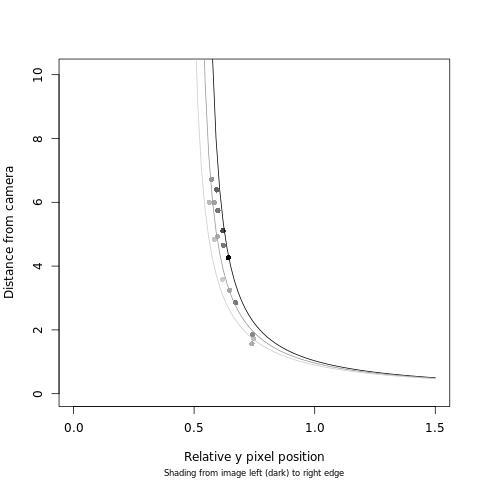 10
8
6
4
2
0
Distance from camera
0.0 0.5 1.0 1.5
Relative y pixel position
Shading from image left (dark) to right edge